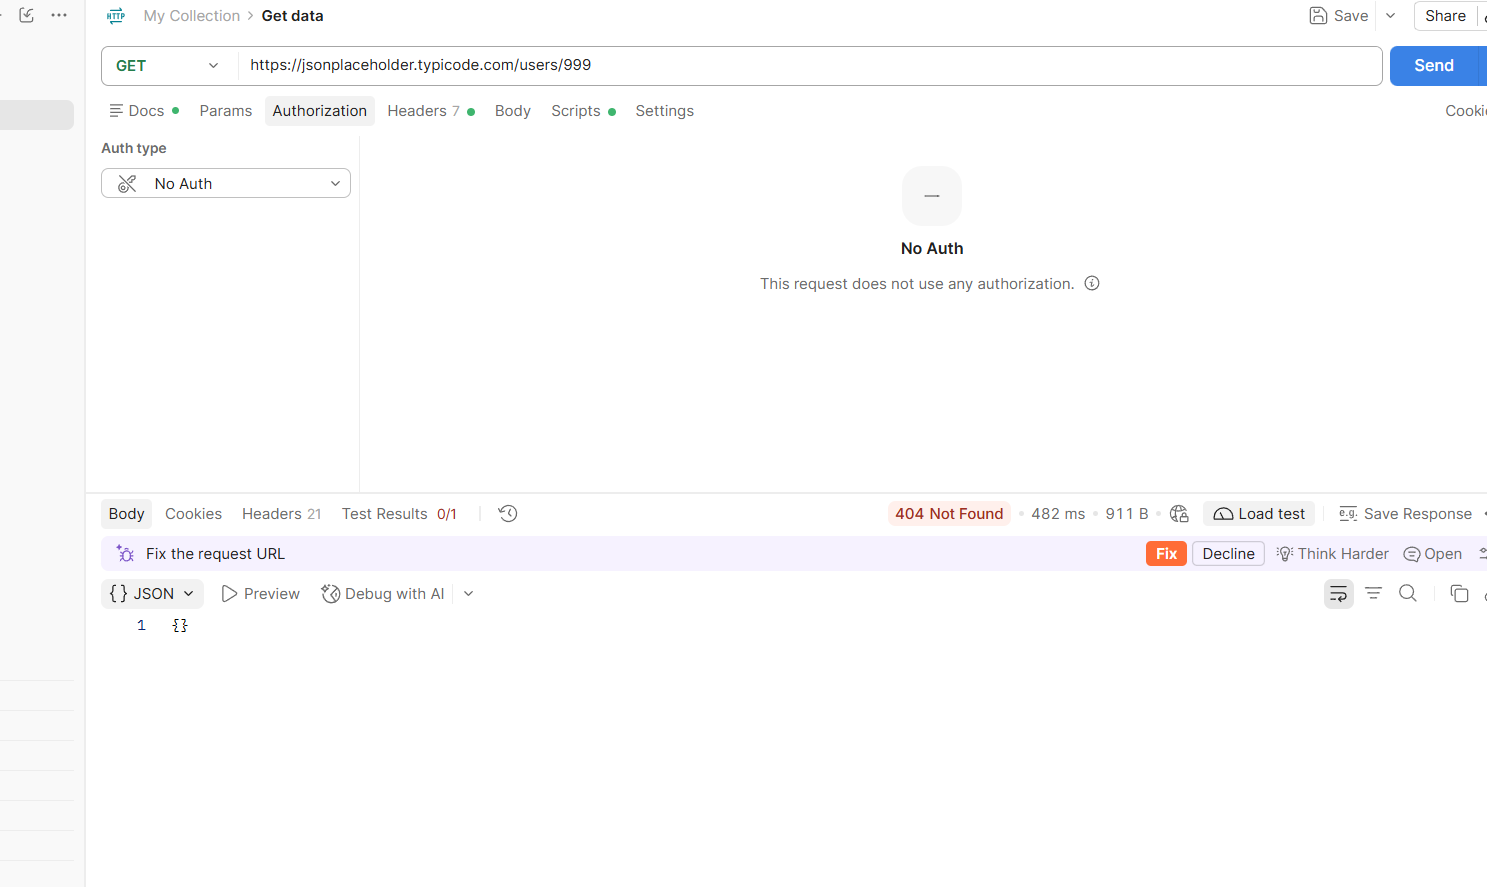 HTTP My Collection > Get data Save Share
GET https://jsonplaceholder.typicode.com/users/999 Send
Docs Params Authorization Headers 7 Body Scripts Settings Cookie
Auth type
No Auth
No Auth
This request does not use any authorization.
Body Cookies Headers 21 Test Results 0/1 404 Not Found • 482 ms • 911 B • Load test e.g. Save Response
Fix the request URL Fix Decline Think Harder Open
{} JSON Preview Debug with AI
1 {}